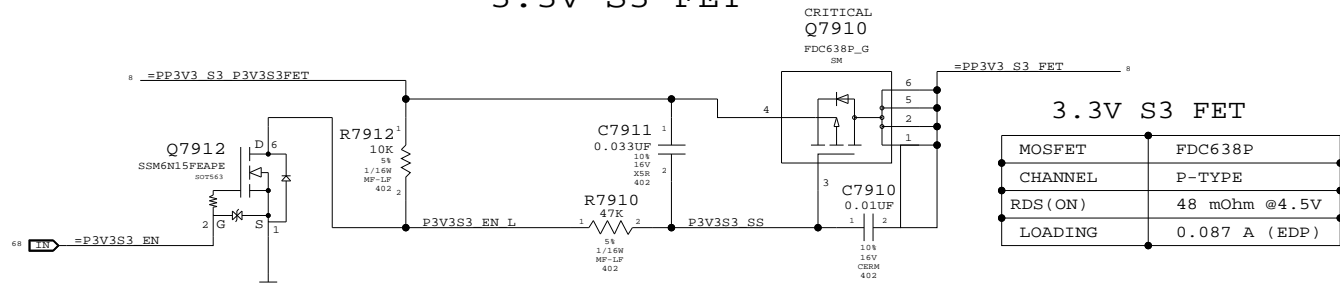 3.3V S3 FET
CRITICAL
Q7910
FDC638P_G
SM
8 =PP3V3_S3_P3V3S3FET
=PP3V3_S3_FET 8
6
5
2
1
4
3
Q7912
SSM6N15FEAPE
SOT563
D 6
2 G S 1
R7912 1
10K
5%
1/16W
MF-LF
402
2
C7911 1
0.033UF
10%
16V
X5R
402
2
R7910
47K
1 2
5%
1/16W
MF-LF
402
P3V3S3_EN_L
P3V3S3_SS
C7910
0.01UF
1 2
10%
16V
CERM
402
68 IN =P3V3S3_EN
3.3V S3 FET
MOSFET FDC638P
CHANNEL P-TYPE
RDS(ON) 48 mOhm @4.5V
LOADING 0.087 A (EDP)